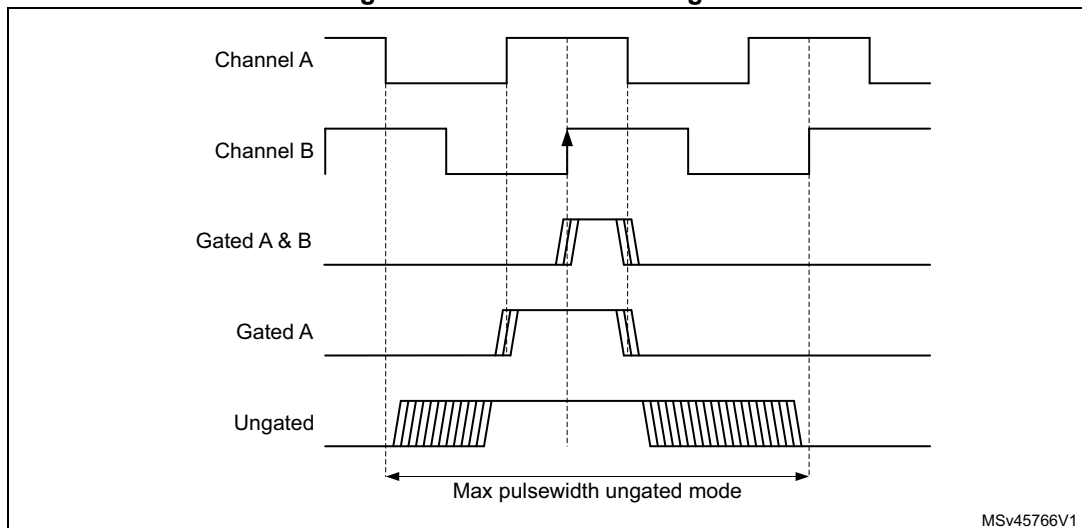 Channel A
Channel B
Gated A & B
Gated A
Ungated
Max pulsewidth ungated mode
MSv45766V1